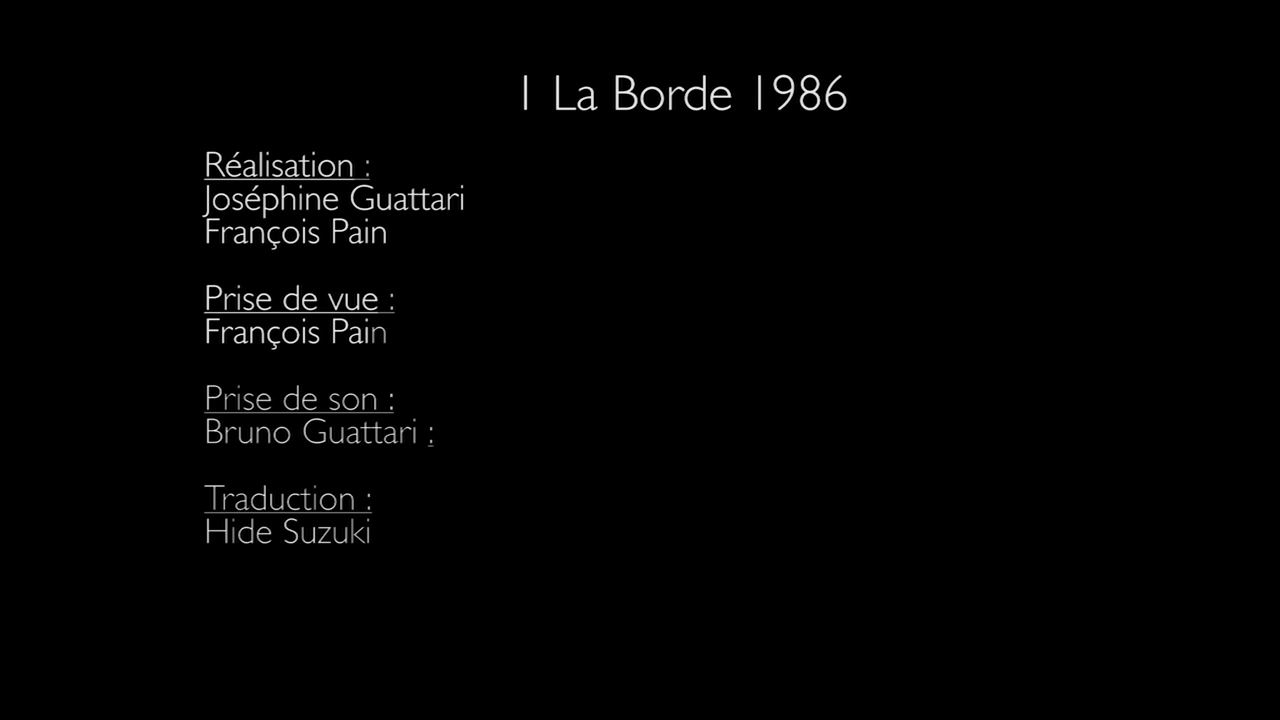 1 La Borde 1986
Réalisation :
Joséphine Guattari
François Pain
Prise de vue :
François Pain
Prise de son :
Bruno Guattari :
Traduction :
Hide Suzuki